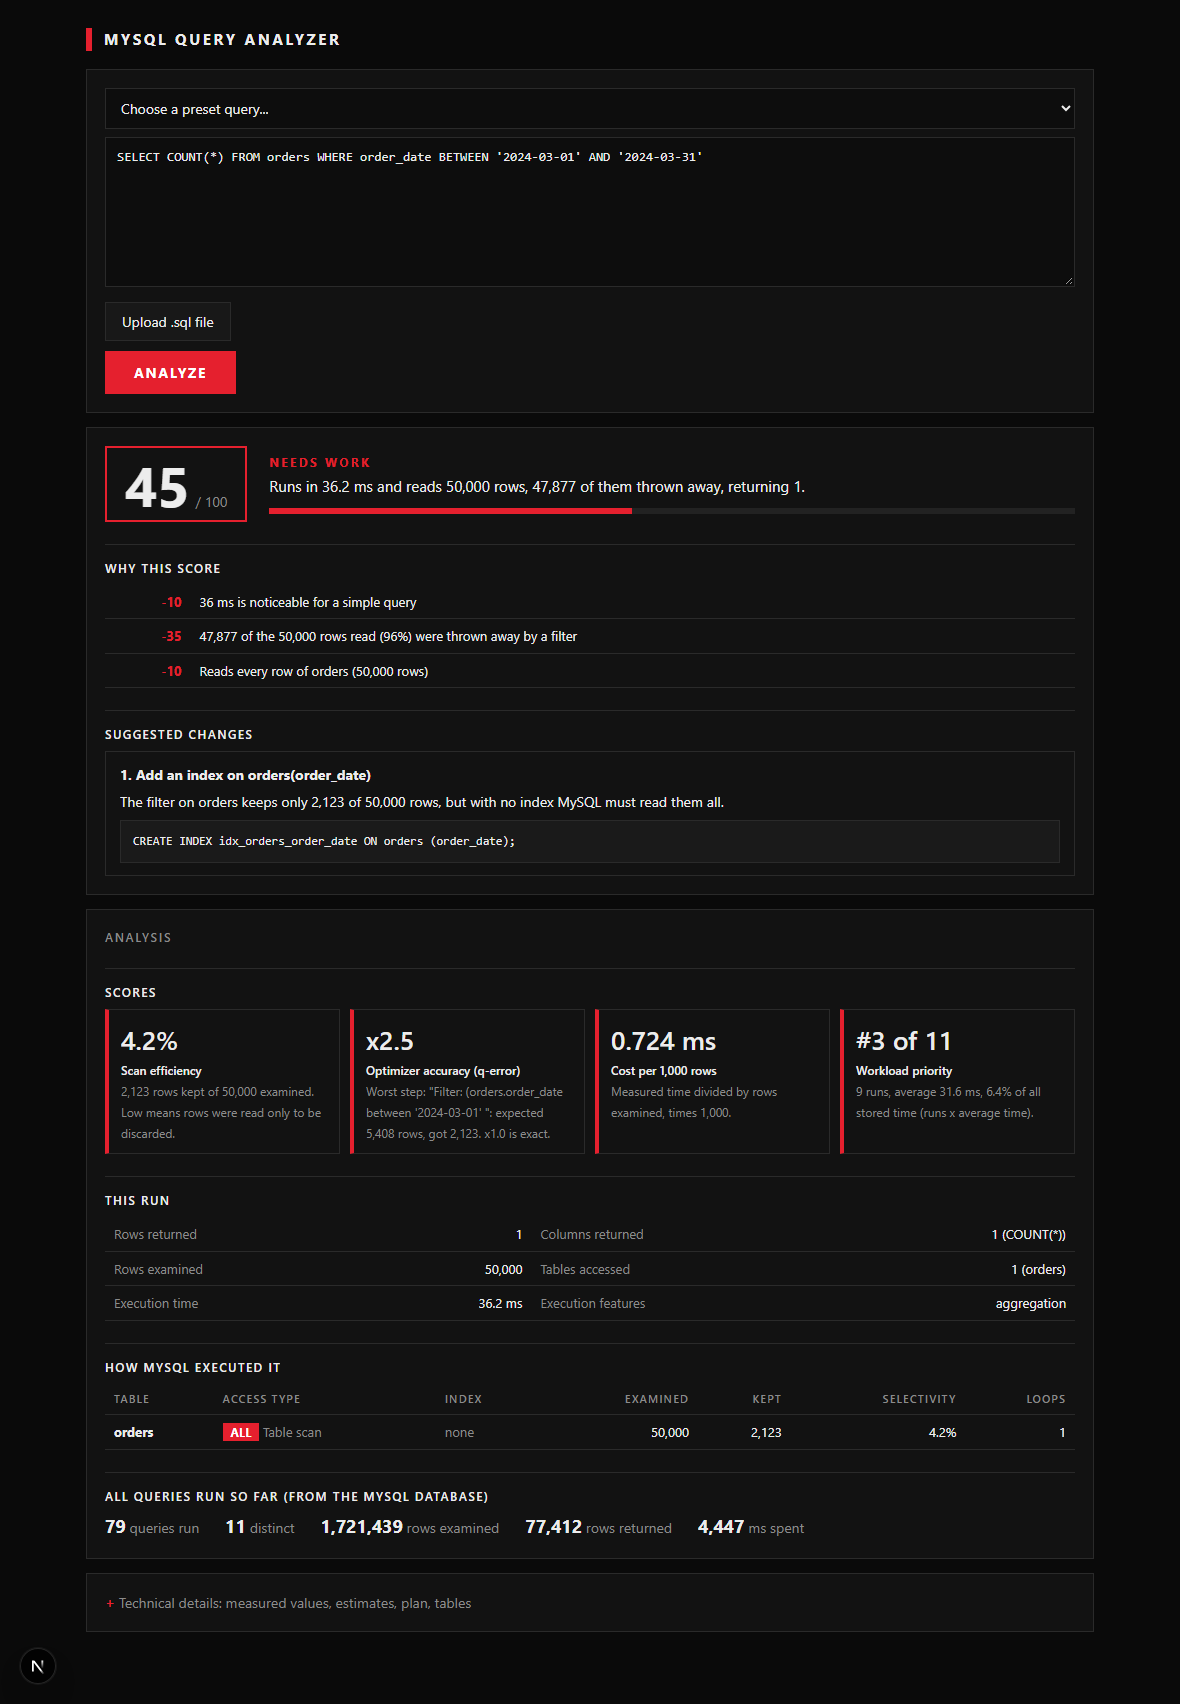 MYSQL QUERY ANALYZER
Choose a preset query...
SELECT COUNT(*) FROM orders WHERE order_date BETWEEN '2024-03-01' AND '2024-03-31'
Upload .sql file
ANALYZE
45 / 100
NEEDS WORK
Runs in 36.2 ms and reads 50,000 rows, 47,877 of them thrown away, returning 1.
WHY THIS SCORE
-10 36 ms is noticeable for a simple query
-35 47,877 of the 50,000 rows read (96%) were thrown away by a filter
-10 Reads every row of orders (50,000 rows)
SUGGESTED CHANGES
1. Add an index on orders(order_date)
The filter on orders keeps only 2,123 of 50,000 rows, but with no index MySQL must read them all.
CREATE INDEX idx_orders_order_date ON orders (order_date);
ANALYSIS
SCORES
4.2%
Scan efficiency
2,123 rows kept of 50,000 examined.
Low means rows were read only to be
discarded.
x2.5
Optimizer accuracy (q-error)
Worst step: "Filter: (orders.order_date
between '2024-03-01' ": expected
5,408 rows, got 2,123. x1.0 is exact.
0.724 ms
Cost per 1,000 rows
Measured time divided by rows
examined, times 1,000.
#3 of 11
Workload priority
9 runs, average 31.6 ms, 6.4% of all
stored time (runs x average time).
THIS RUN
Rows returned 1 Columns returned 1 (COUNT(*))
Rows examined 50,000 Tables accessed 1 (orders)
Execution time 36.2 ms Execution features aggregation
HOW MYSQL EXECUTED IT
TABLE ACCESS TYPE INDEX EXAMINED KEPT SELECTIVITY LOOPS
orders ALL Table scan none 50,000 2,123 4.2% 1
ALL QUERIES RUN SO FAR (FROM THE MYSQL DATABASE)
79 queries run 11 distinct 1,721,439 rows examined 77,412 rows returned 4,447 ms spent
+ Technical details: measured values, estimates, plan, tables
N